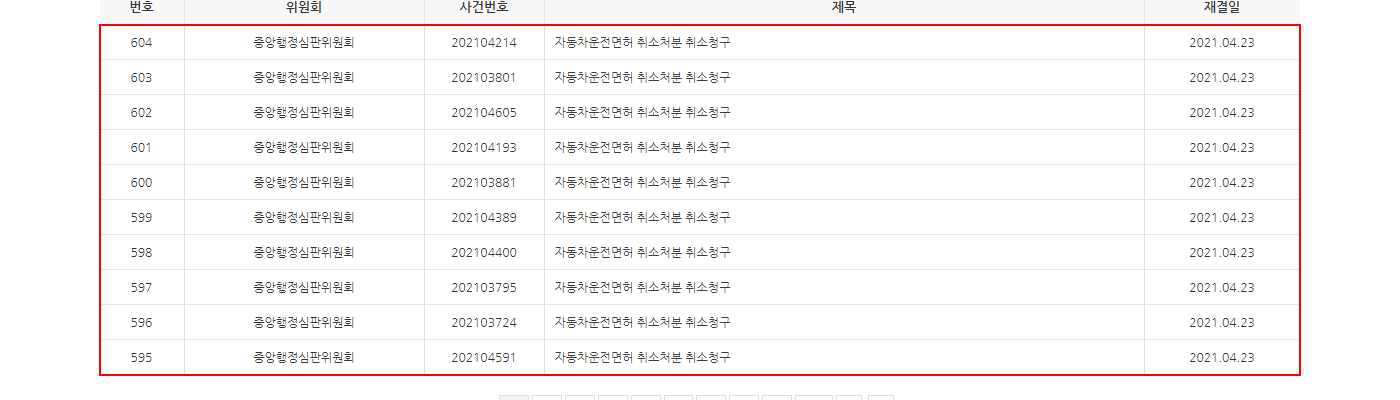 번호 위원회 사건번호 제목 재결일
604 중앙행정심판위원회 202104214 자동차운전면허 취소처분 취소청구 2021.04.23
603 중앙행정심판위원회 202103801 자동차운전면허 취소처분 취소청구 2021.04.23
602 중앙행정심판위원회 202104605 자동차운전면허 취소처분 취소청구 2021.04.23
601 중앙행정심판위원회 202104193 자동차운전면허 취소처분 취소청구 2021.04.23
600 중앙행정심판위원회 202103881 자동차운전면허 취소처분 취소청구 2021.04.23
599 중앙행정심판위원회 202104389 자동차운전면허 취소처분 취소청구 2021.04.23
598 중앙행정심판위원회 202104400 자동차운전면허 취소처분 취소청구 2021.04.23
597 중앙행정심판위원회 202103795 자동차운전면허 취소처분 취소청구 2021.04.23
596 중앙행정심판위원회 202103724 자동차운전면허 취소처분 취소청구 2021.04.23
595 중앙행정심판위원회 202104591 자동차운전면허 취소처분 취소청구 2021.04.23